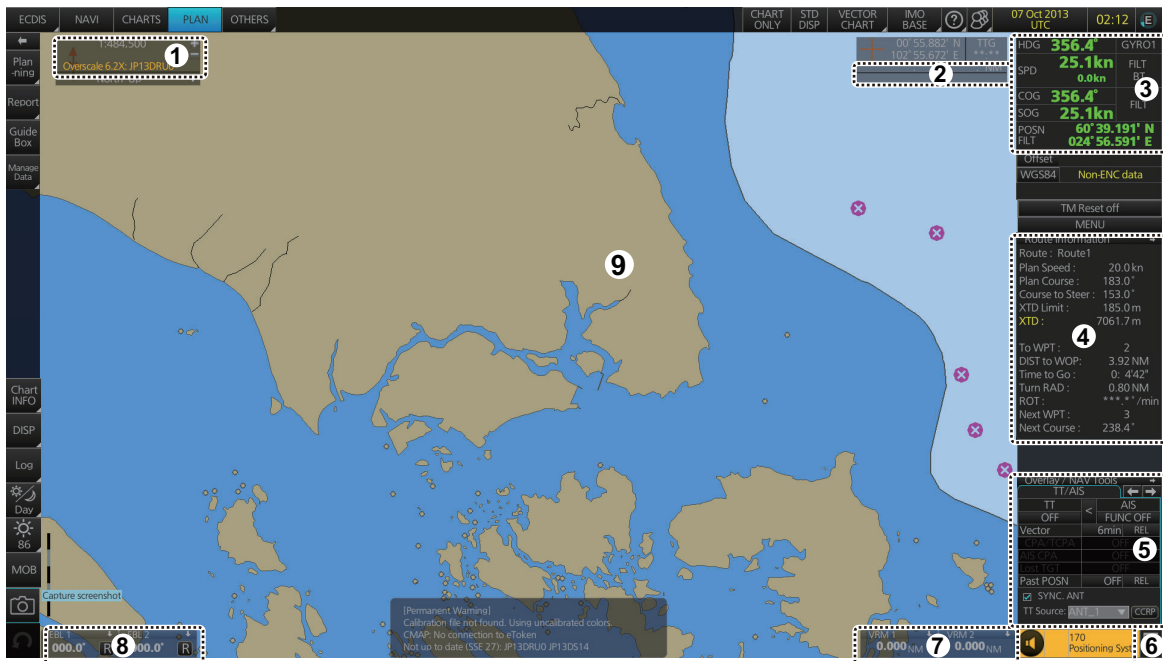 ECDIS NAVI CHARTS PLAN OTHERS
CHART ONLY STD DISP VECTOR CHART IMO BASE ? 07 Oct 2013 UTC 02:12 E
Plan -ning
Report
Guide Box
Manage Data
Chart INFO
DISP
Log
Day
86
MOB
Capture screenshot
1:484,500 +
Overscale 6.2X: JP13DRU0 −
1
00°55.882' N TTG
102°55.672' E **:**
NM
2
HDG 356.4° GYRO1
SPD 25.1kn FILT
0.0kn BT
COG 356.4°
SOG 25.1kn FILT
POSN 60°39.191' N
FILT 024°56.591' E
3
Offset
WGS84 Non-ENC data
TM Reset off
MENU
Route Information
Route : Route1
Plan Speed : 20.0 kn
Plan Course : 183.0°
Course to Steer : 153.0°
XTD Limit : 185.0 m
XTD : 7061.7 m
4
To WPT : 2
DIST to WOP: 3.92 NM
Time to Go : 0: 4'42"
Turn RAD : 0.80 NM
ROT : ***.*°/min
Next WPT : 3
Next Course : 238.4°
Overlay / NAV Tools
TT/AIS
TT < AIS
OFF FUNC OFF
Vector 6min REL
CPA/TCPA OFF
AIS CPA OFF
Lost TGT OFF
5
Past POSN OFF REL
SYNC. ANT
TT Source: ANT_1 CCRP
9
[Permanent Warning]
Calibration file not found. Using uncalibrated colors.
CMAP: No connection to eToken
Not up to date (SSE 27): JP13DRU0 JP13DS14
EBL 1 EBL 2
000.0° R 000.0° R
8
VRM 1 VRM 2
0.000 NM 0.000 NM
7
170
Positioning Syst
6